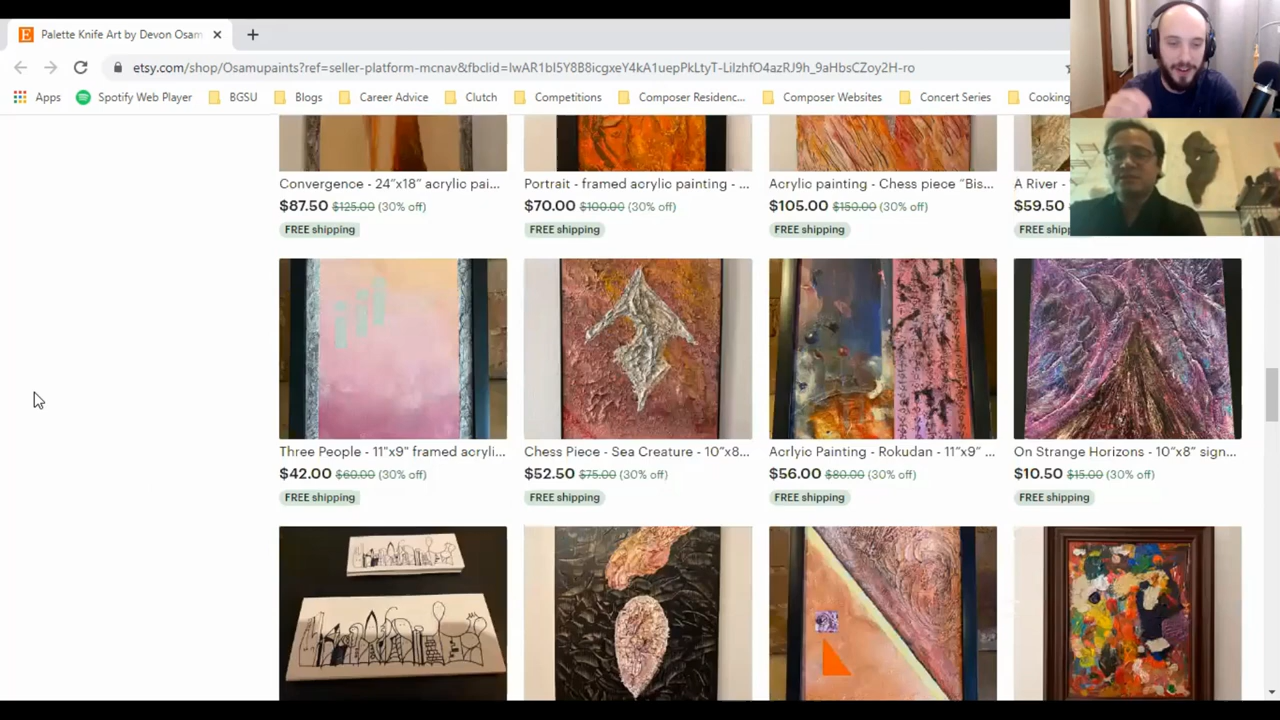 Palette Knife Art by Devon Osam
etsy.com/shop/Osamupaints?ref=seller-platform-mcnav&fbclid=IwAR1bI5Y8B8icgxeY4kA1uepPkLtyT-LiIzhfO4azRJ9h_9aHbsCZoy2H-ro
Apps Spotify Web Player BGSU Blogs Career Advice Clutch Competitions Composer Residenc... Composer Websites Concert Series Cooking
Convergence - 24"x18" acrylic pai... Portrait - framed acrylic painting - ... Acrylic painting - Chess piece "Bis... A River -
$87.50 $125.00 (30% off) $70.00 $100.00 (30% off) $105.00 $150.00 (30% off) $59.50
FREE shipping FREE shipping FREE shipping FREE
Three People - 11"x9" framed acryli... Chess Piece - Sea Creature - 10"x8... Acrlyic Painting - Rokudan - 11"x9" ... On Strange Horizons - 10"x8" sign...
$42.00 $60.00 (30% off) $52.50 $75.00 (30% off) $56.00 $80.00 (30% off) $10.50 $15.00 (30% off)
FREE shipping FREE shipping FREE shipping FREE shipping